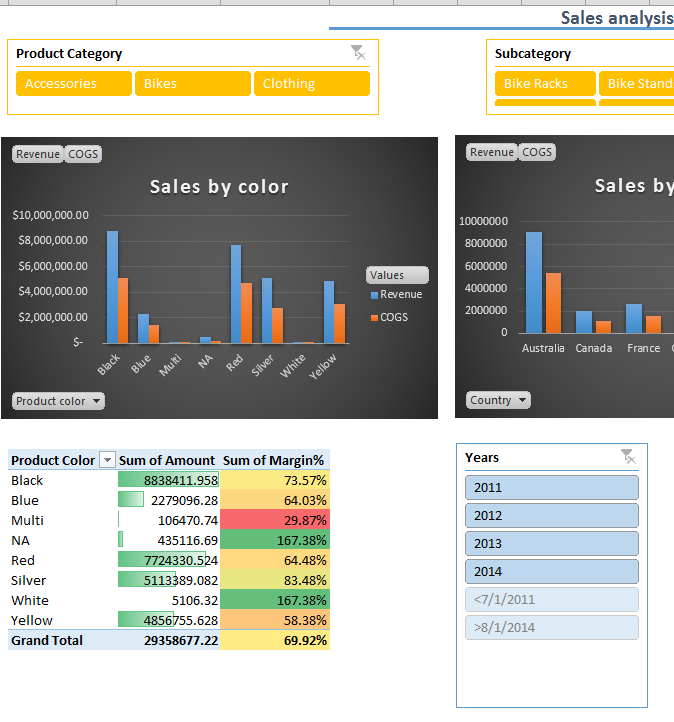 Sales analysis
Product Category
Accessories Bikes Clothing
Subcategory
Bike Racks Bike Stand
Revenue COGS
Sales by color
$10,000,000.00
$8,000,000.00
$6,000,000.00
$4,000,000.00
$2,000,000.00
$-
Black Blue Multi NA Red Silver White Yellow
Values
Revenue
COGS
Product color
Revenue COGS
Sales by
10000000
8000000
6000000
4000000
2000000
0
Australia Canada France
Country
Product Color Sum of Amount Sum of Margin%
Black 8838411.958 73.57%
Blue 2279096.28 64.03%
Multi 106470.74 29.87%
NA 435116.69 167.38%
Red 7724330.524 64.48%
Silver 5113389.082 83.48%
White 5106.32 167.38%
Yellow 4856755.628 58.38%
Grand Total 29358677.22 69.92%
Years
2011
2012
2013
2014
<7/1/2011
>8/1/2014